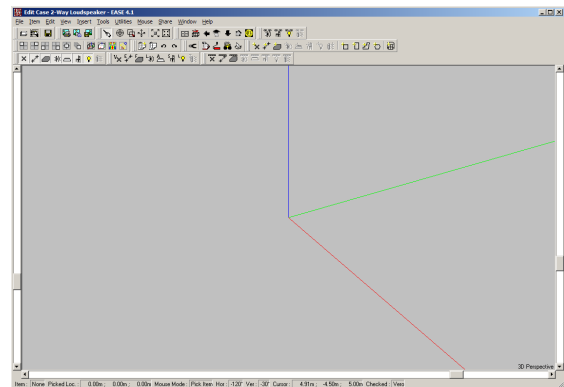 Edit Case 2-Way Loudspeaker - EASE 4.1
File Item Edit View Insert Tools Utilities Mouse Share Window Help
3D Perspective
Item : None Picked Loc. : 0.00m ; 0.00m ; 0.00m Mouse Mode : Pick Item Hor : -120° Ver : -30° Cursor : 4.91m ; -4.50m ; 5.00m Checked : Vers